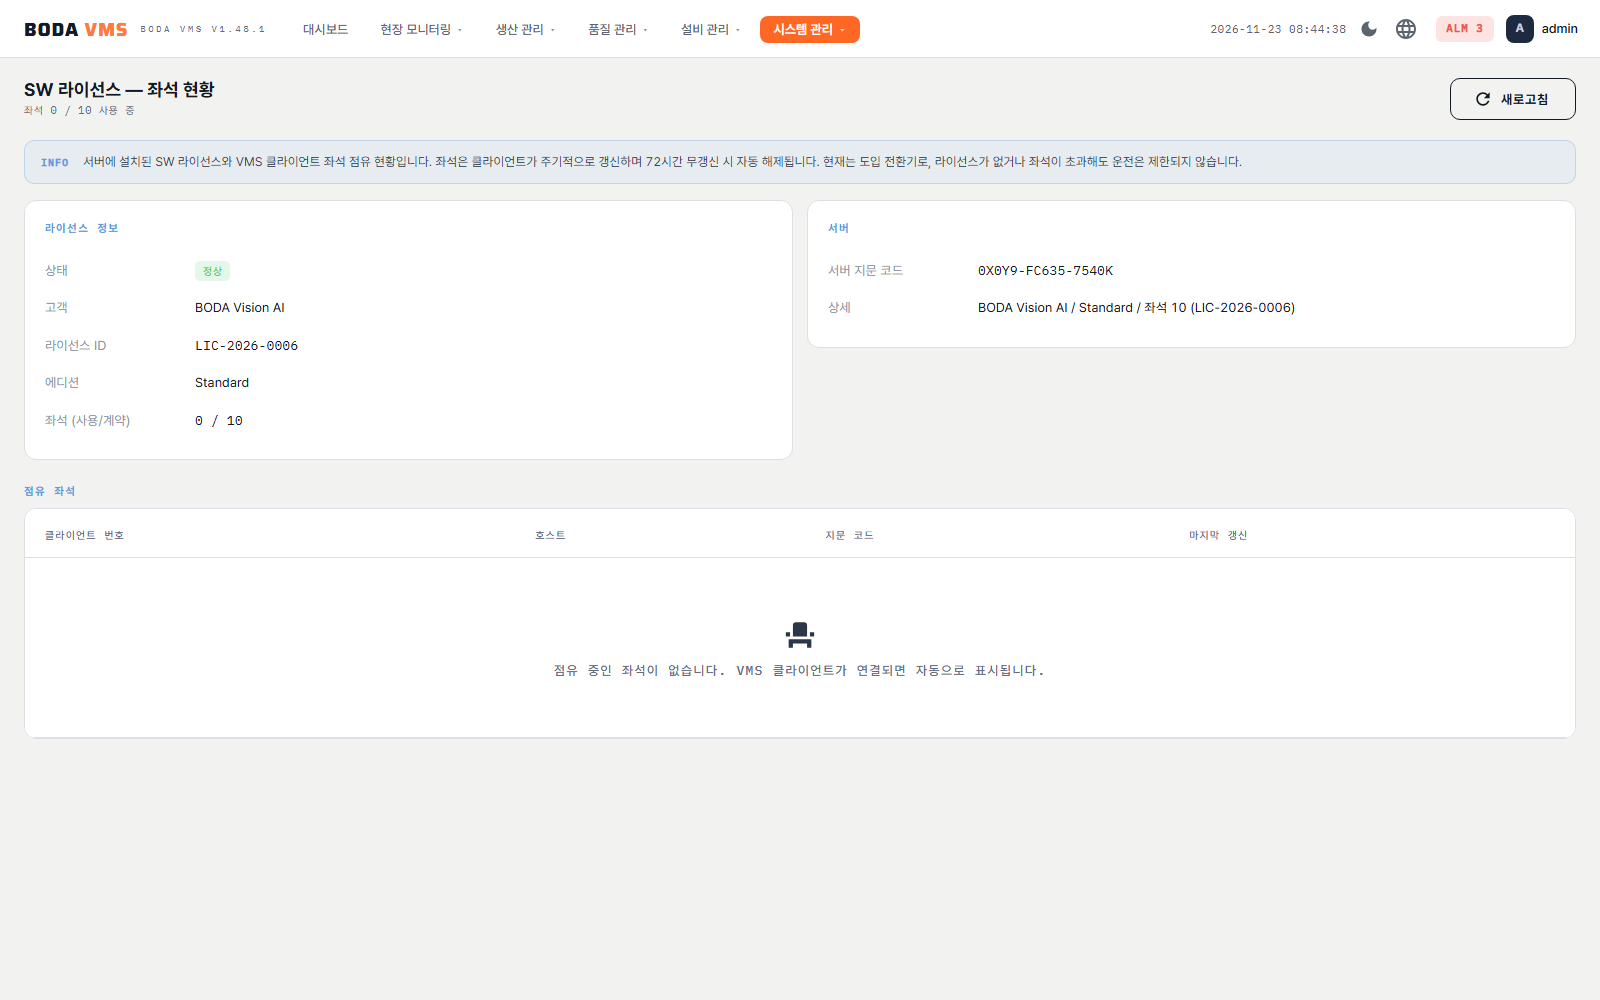 BODA VMS BODA VMS V1.48.1 대시보드 현장 모니터링 생산 관리 품질 관리 설비 관리 시스템 관리 2026-11-23 08:44:38 ALM 3 A admin
SW 라이선스 — 좌석 현황
좌석 0 / 10 사용 중
새로고침
INFO 서버에 설치된 SW 라이선스와 VMS 클라이언트 좌석 점유 현황입니다. 좌석은 클라이언트가 주기적으로 갱신하며 72시간 무갱신 시 자동 해제됩니다. 현재는 도입 전환기로, 라이선스가 없거나 좌석이 초과해도 운전은 제한되지 않습니다.
라이선스 정보
상태 정상
고객 BODA Vision AI
라이선스 ID LIC-2026-0006
에디션 Standard
좌석 (사용/계약) 0 / 10
서버
서버 지문 코드 0X0Y9-FC635-7540K
상세 BODA Vision AI / Standard / 좌석 10 (LIC-2026-0006)
점유 좌석
클라이언트 번호 호스트 지문 코드 마지막 갱신
점유 중인 좌석이 없습니다. VMS 클라이언트가 연결되면 자동으로 표시됩니다.